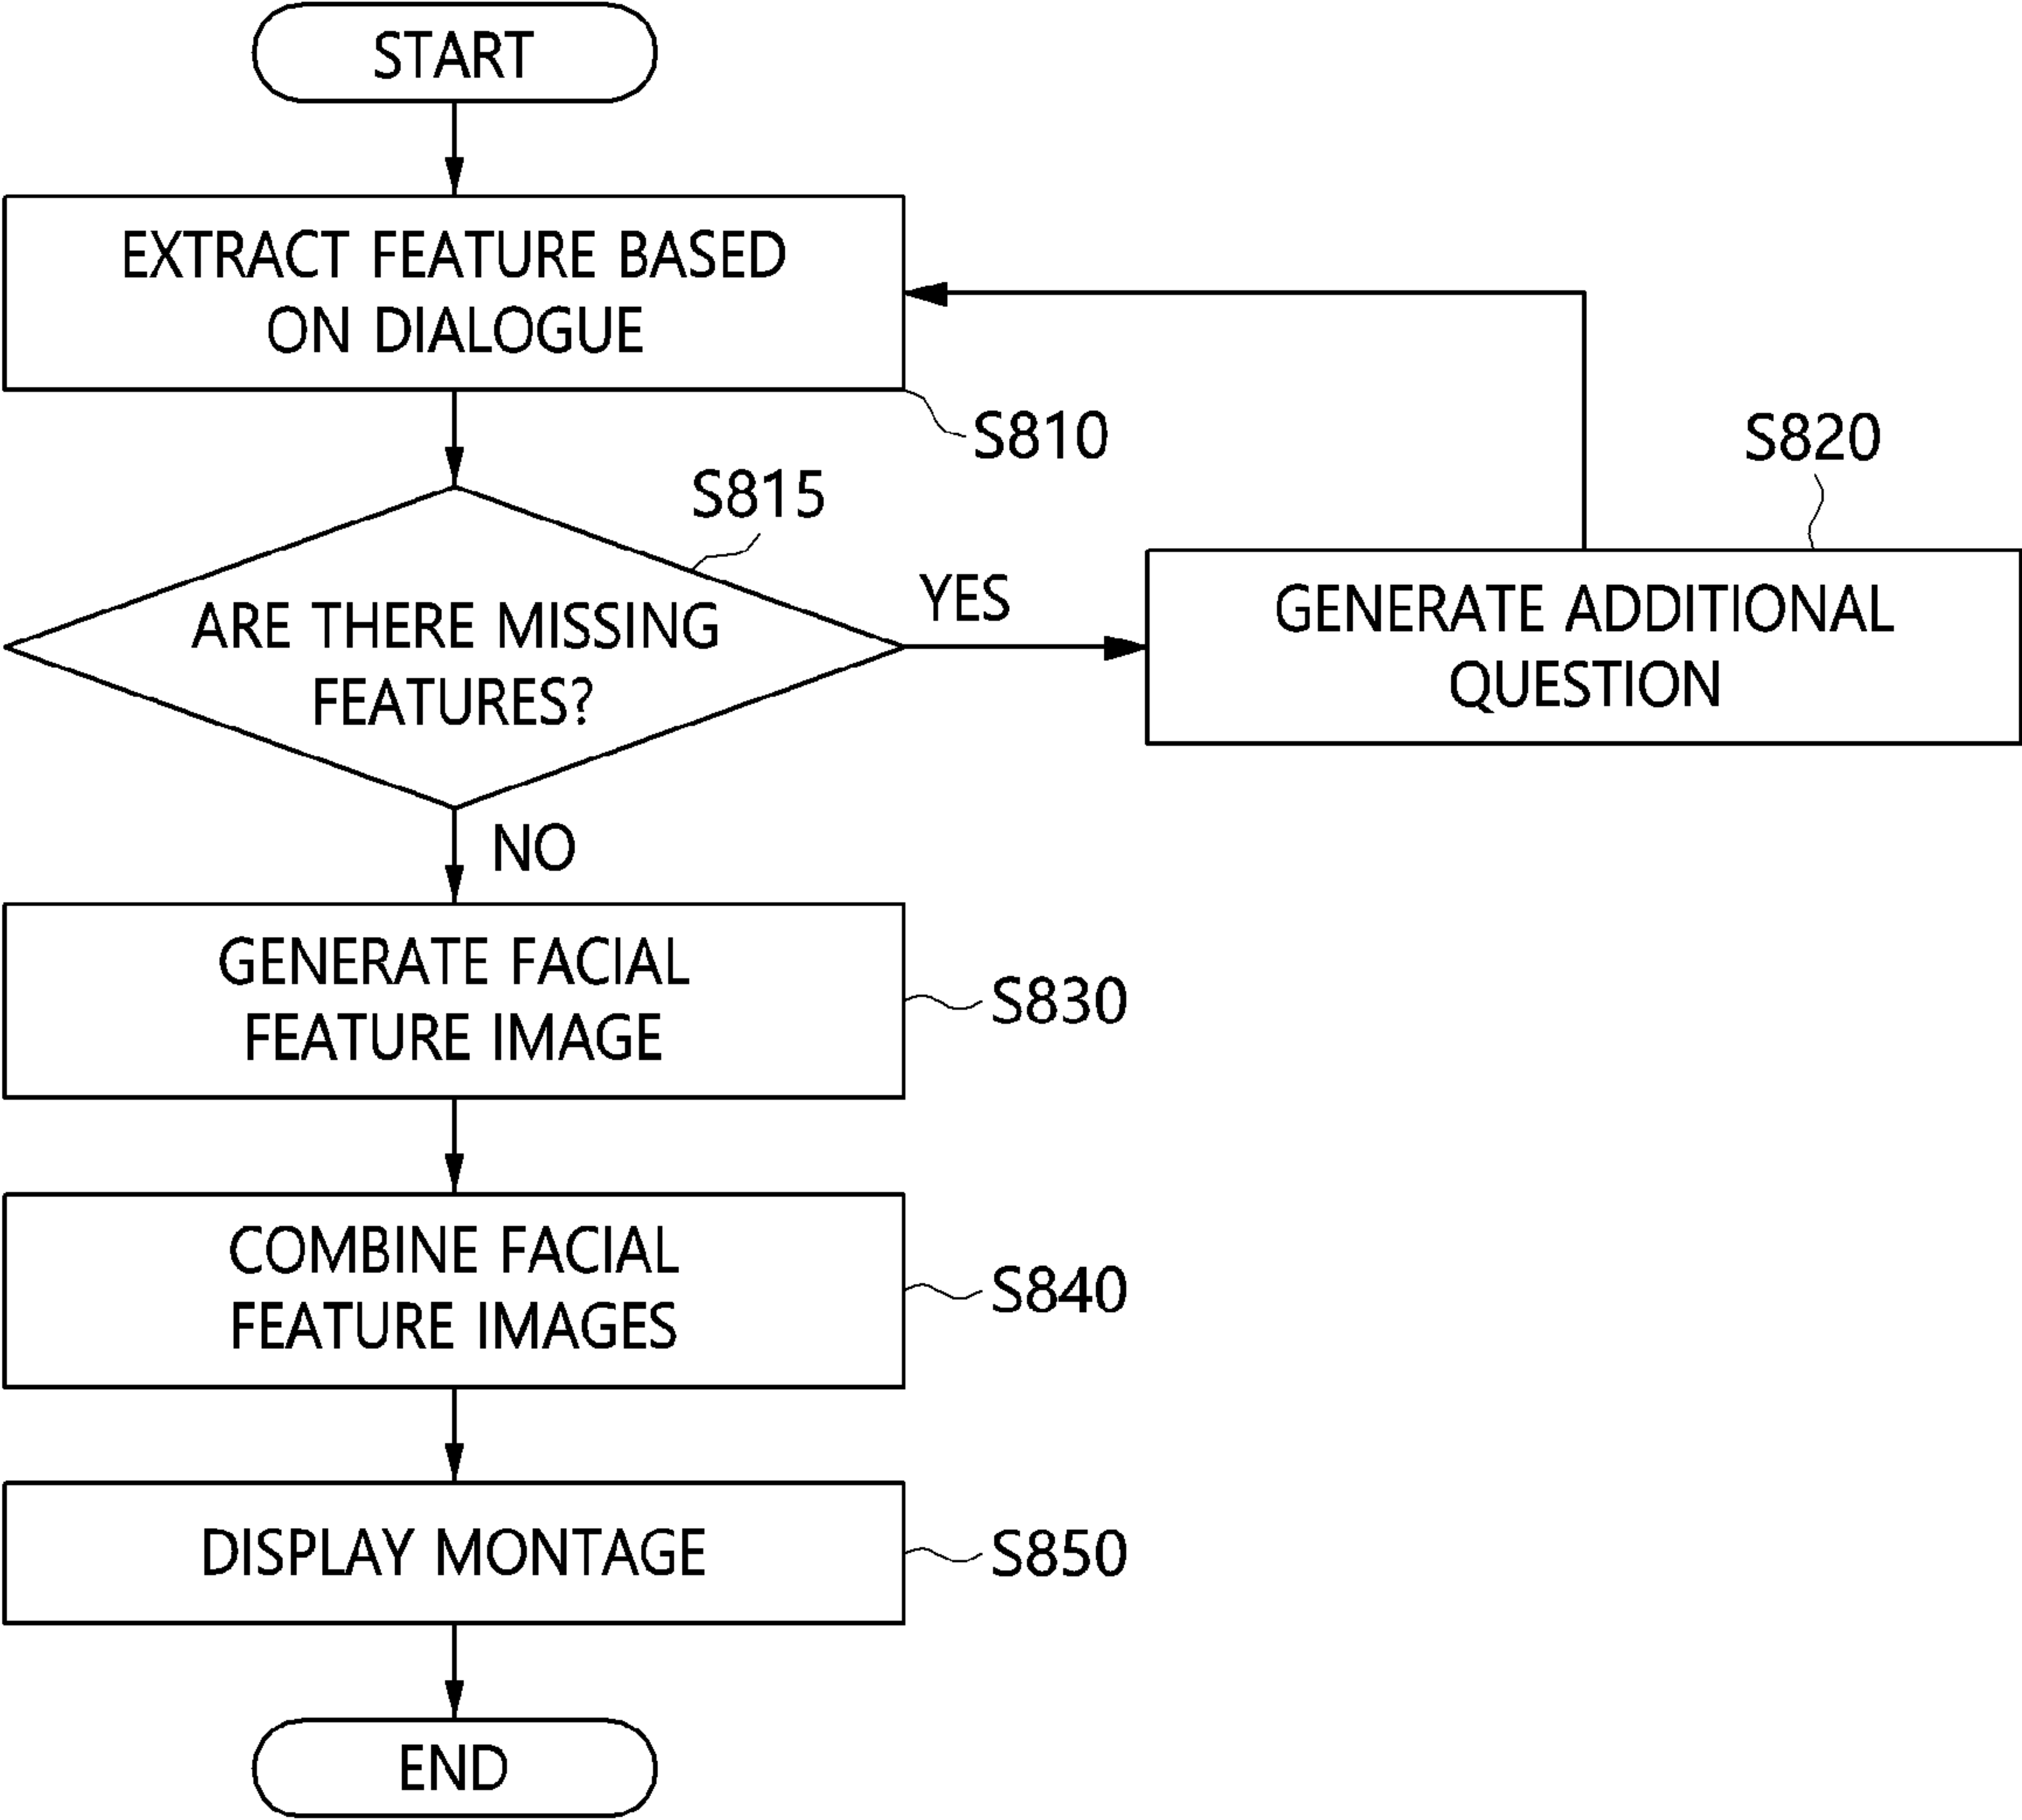 START
EXTRACT FEATURE BASED
ON DIALOGUE
S810
S815
ARE THERE MISSING
FEATURES?
YES
S820
GENERATE ADDITIONAL
QUESTION
NO
GENERATE FACIAL
FEATURE IMAGE
S830
COMBINE FACIAL
FEATURE IMAGES
S840
DISPLAY MONTAGE
S850
END